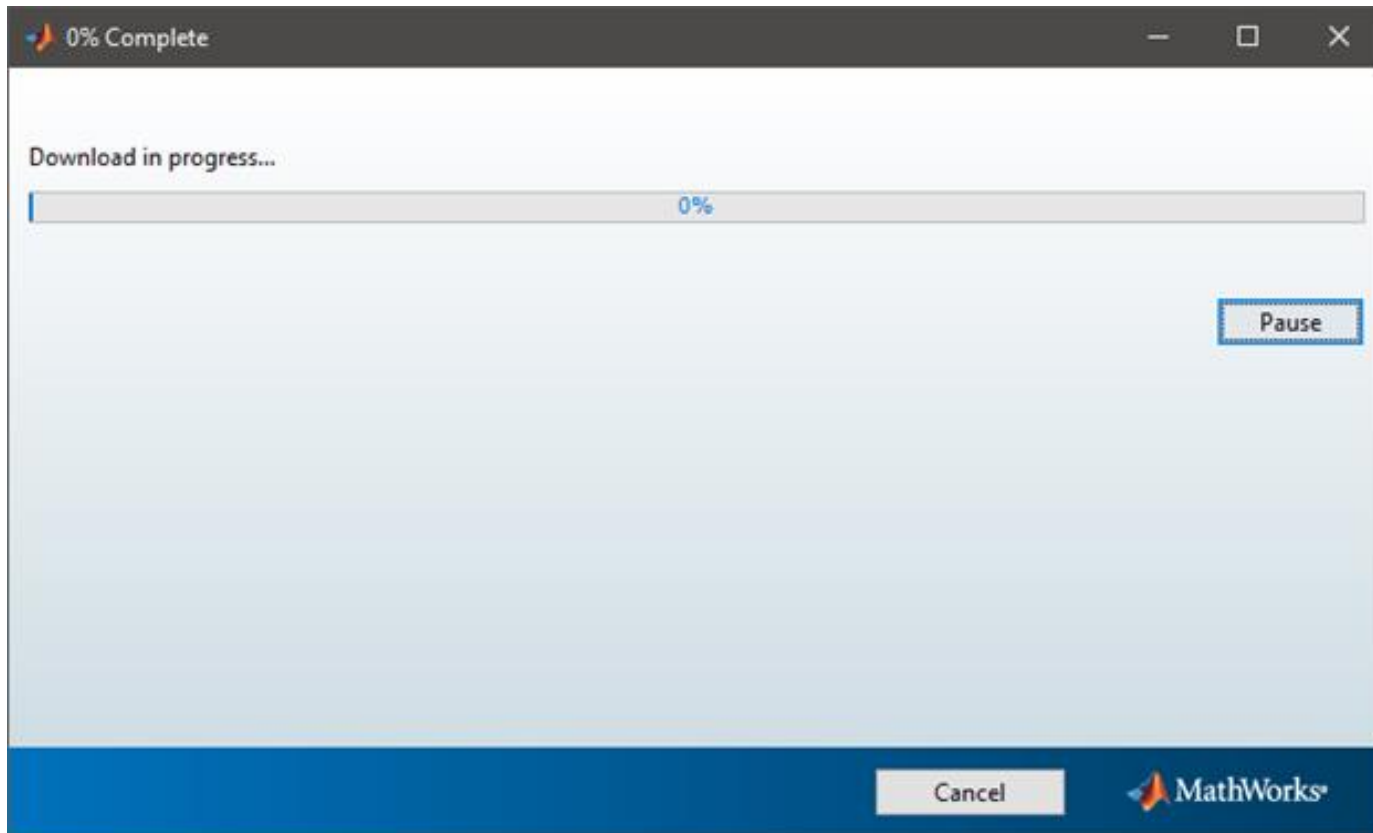 0% Complete
Download in progress...
0%
Pause
Cancel
MathWorks®